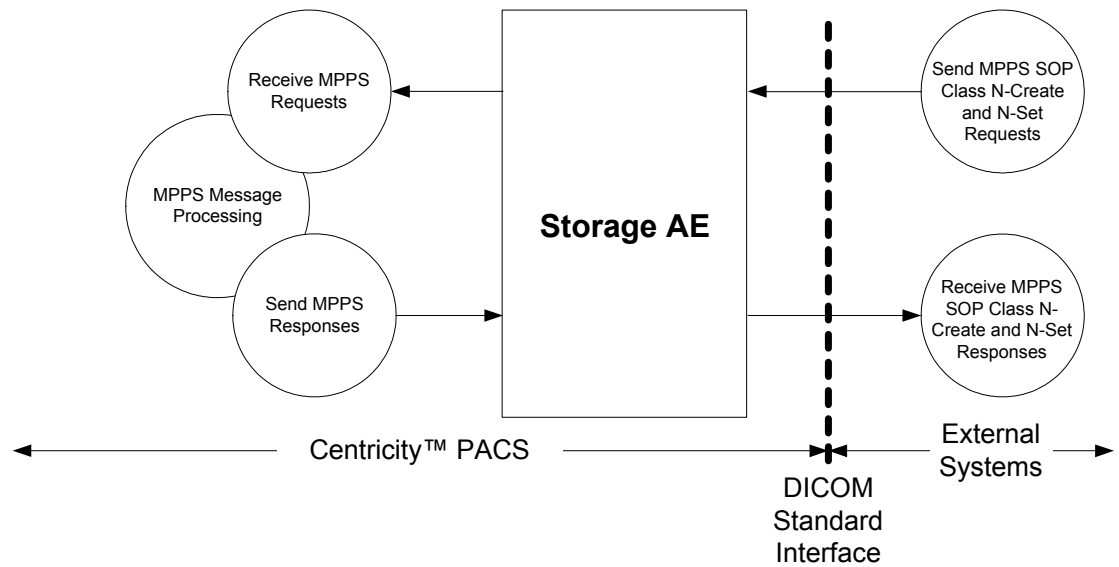 Receive MPPS
Requests
Send MPPS SOP
Class N-Create
and N-Set
Requests
MPPS Message
Processing
Storage AE
Send MPPS
Responses
Receive MPPS
SOP Class N-
Create and N-Set
Responses
Centricity™ PACS
External
Systems
DICOM
Standard
Interface